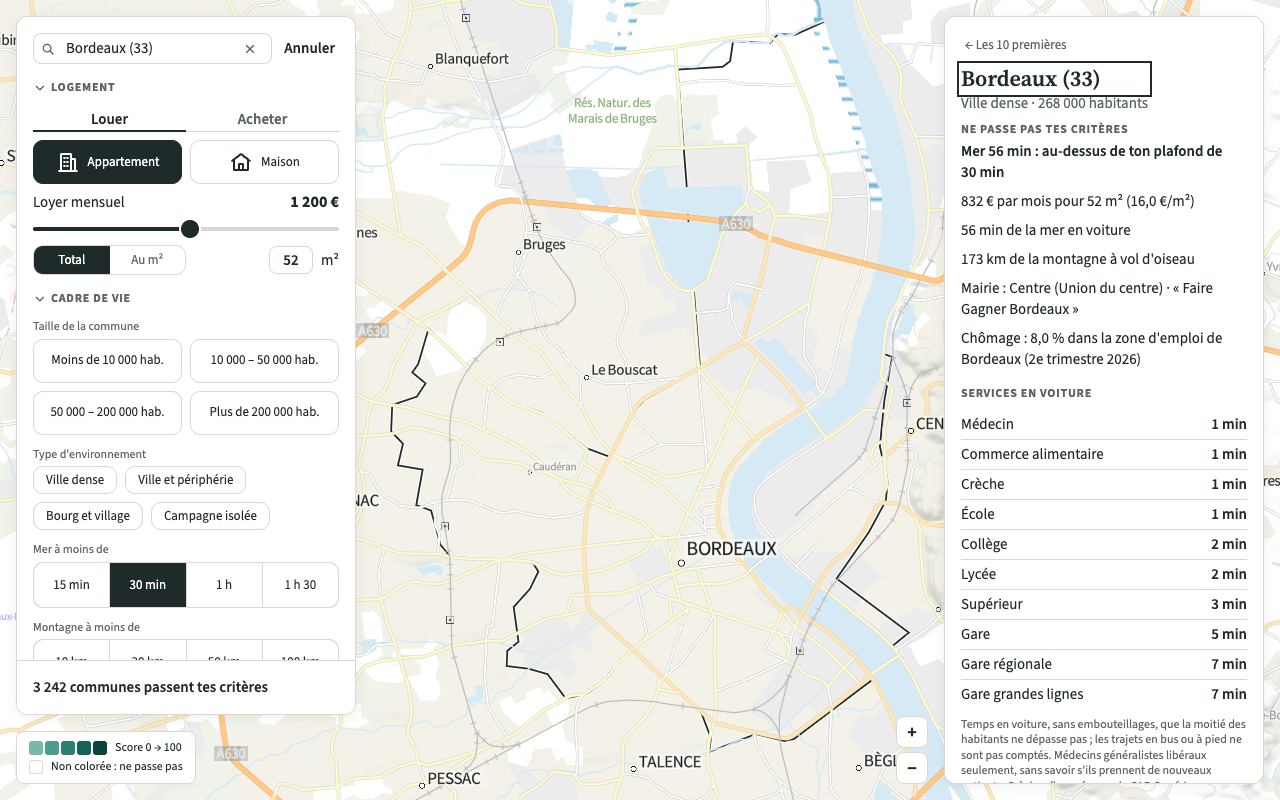 Bordeaux (33)
Annuler
LOGEMENT
Louer
Acheter
Appartement
Maison
Loyer mensuel
1 200 €
Total
Au m²
52
m²
CADRE DE VIE
Taille de la commune
Moins de 10 000 hab.
10 000 – 50 000 hab.
50 000 – 200 000 hab.
Plus de 200 000 hab.
Type d'environnement
Ville dense
Ville et périphérie
Bourg et village
Campagne isolée
Mer à moins de
15 min
30 min
1 h
1 h 30
Montagne à moins de
3 242 communes passent tes critères
Score 0 → 100
Non colorée : ne passe pas
Blanquefort
Rés. Natur. des
Marais de Bruges
A630
nes
Bruges
A630
Le Bouscat
Caudéran
NAC
CEN
BORDEAUX
A630
TALENCE
BÈGL
PESSAC
+
−
← Les 10 premières
Bordeaux (33)
Ville dense · 268 000 habitants
NE PASSE PAS TES CRITÈRES
Mer 56 min : au-dessus de ton plafond de
30 min
832 € par mois pour 52 m² (16,0 €/m²)
56 min de la mer en voiture
173 km de la montagne à vol d'oiseau
Mairie : Centre (Union du centre) · « Faire
Gagner Bordeaux »
Chômage : 8,0 % dans la zone d'emploi de
Bordeaux (2e trimestre 2026)
SERVICES EN VOITURE
Médecin 1 min
Commerce alimentaire 1 min
Crèche 1 min
École 1 min
Collège 2 min
Lycée 2 min
Supérieur 3 min
Gare 5 min
Gare régionale 7 min
Gare grandes lignes 7 min
Temps en voiture, sans embouteillages, que la moitié des
habitants ne dépasse pas ; les trajets en bus ou à pied ne
sont pas comptés. Médecins généralistes libéraux
seulement, sans savoir s'ils prennent de nouveaux